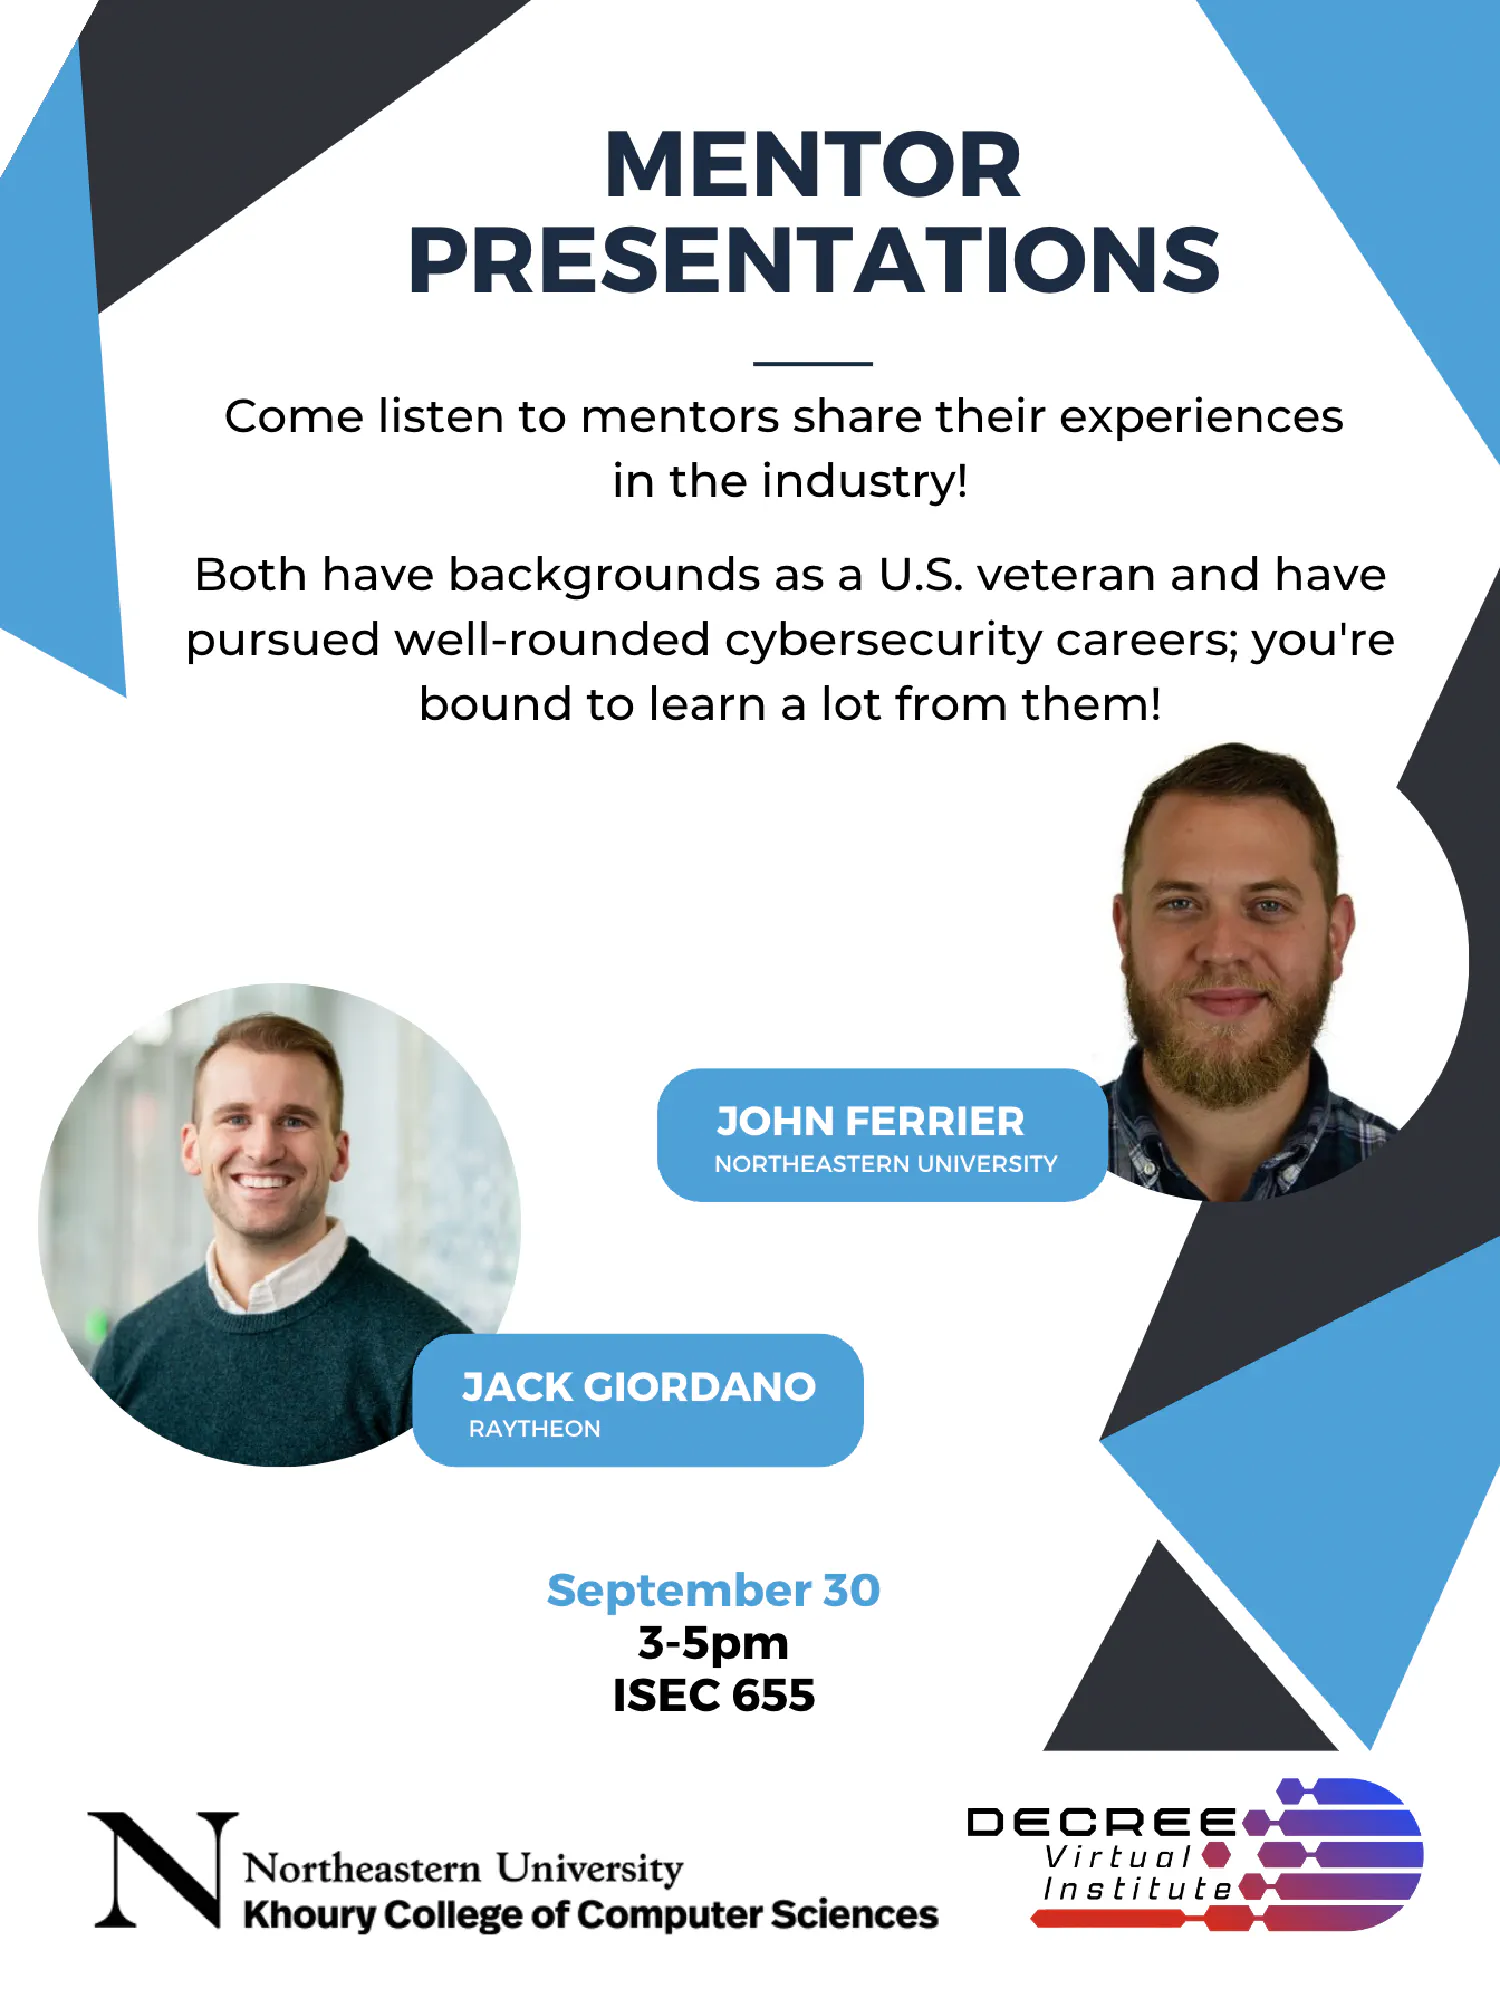 MENTOR
PRESENTATIONS
Come listen to mentors share their experiences
in the industry!
Both have backgrounds as a U.S. veteran and have
pursued well-rounded cybersecurity careers; you're
bound to learn a lot from them!
JOHN FERRIER
NORTHEASTERN UNIVERSITY
JACK GIORDANO
RAYTHEON
September 30
3-5pm
ISEC 655
N
Northeastern University
Khoury College of Computer Sciences
DECREE
Virtual
Institute